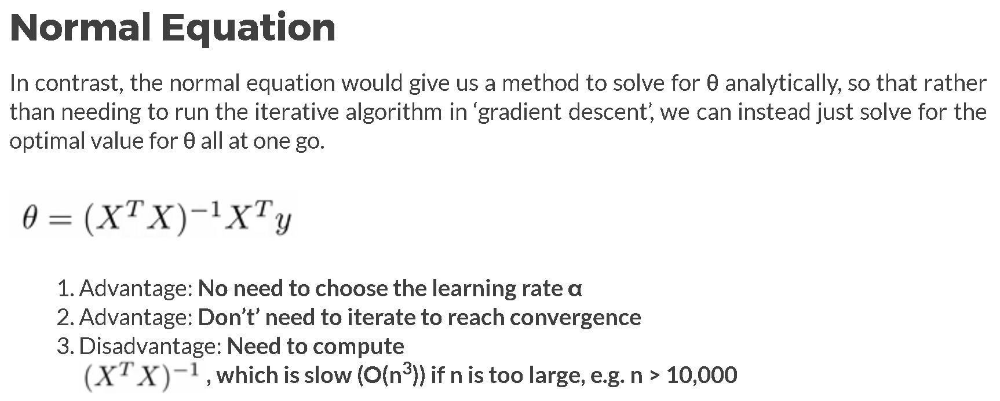 Normal Equation
In contrast, the normal equation would give us a method to solve for θ analytically, so that rather
than needing to run the iterative algorithm in ‘gradient descent’, we can instead just solve for the
optimal value for θ all at one go.
θ = (XᵀX)⁻¹Xᵀy
1. Advantage: No need to choose the learning rate α
2. Advantage: Don’t’ need to iterate to reach convergence
3. Disadvantage: Need to compute
(XᵀX)⁻¹ , which is slow (O(n³)) if n is too large, e.g. n > 10,000